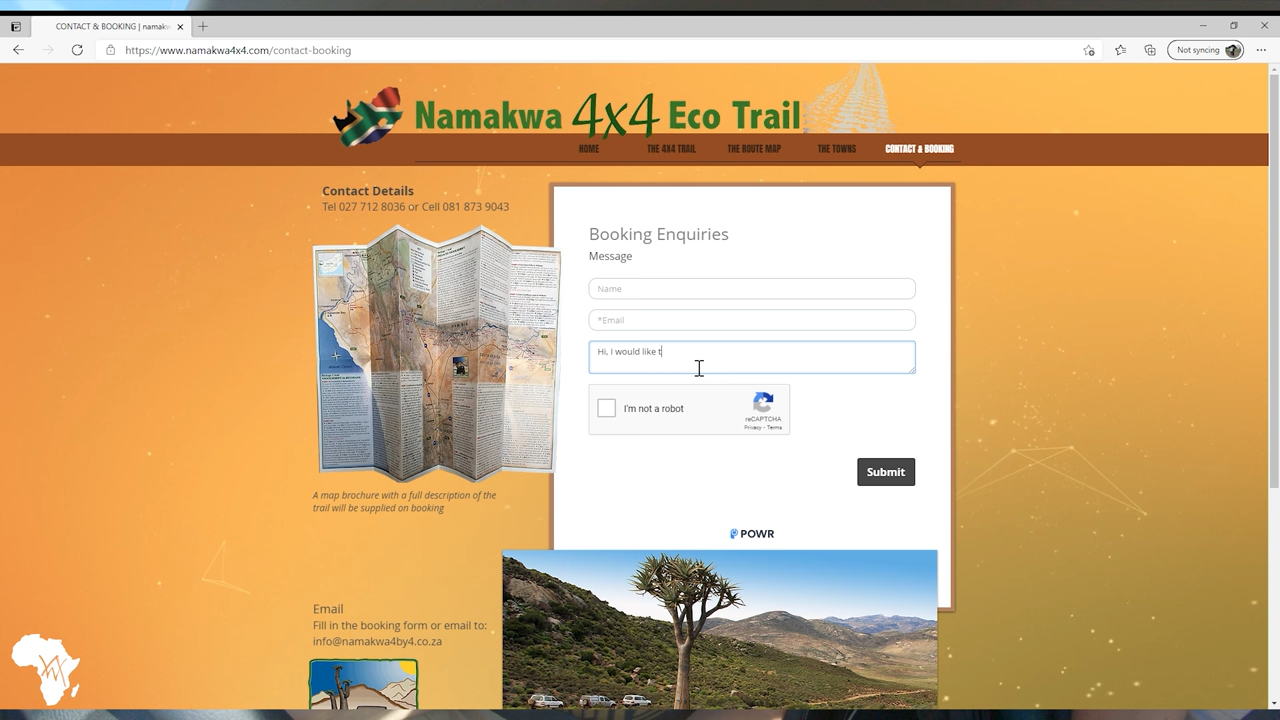 CONTACT & BOOKING | namakw
Not syncing
https://www.namakwa4x4.com/contact-booking
Namakwa 4x4 Eco Trail
HOME
THE 4X4 TRAIL
THE ROUTE MAP
THE TOWNS
CONTACT & BOOKING
Contact Details
Tel 027 712 8036 or Cell 081 873 9043
Booking Enquiries
Message
Name
*Email
Hi, I would like t
I'm not a robot
reCAPTCHA
Privacy - Terms
Submit
A map brochure with a full description of the
trail will be supplied on booking
POWR
Email
Fill in the booking form or email to:
info@namakwa4by4.co.za